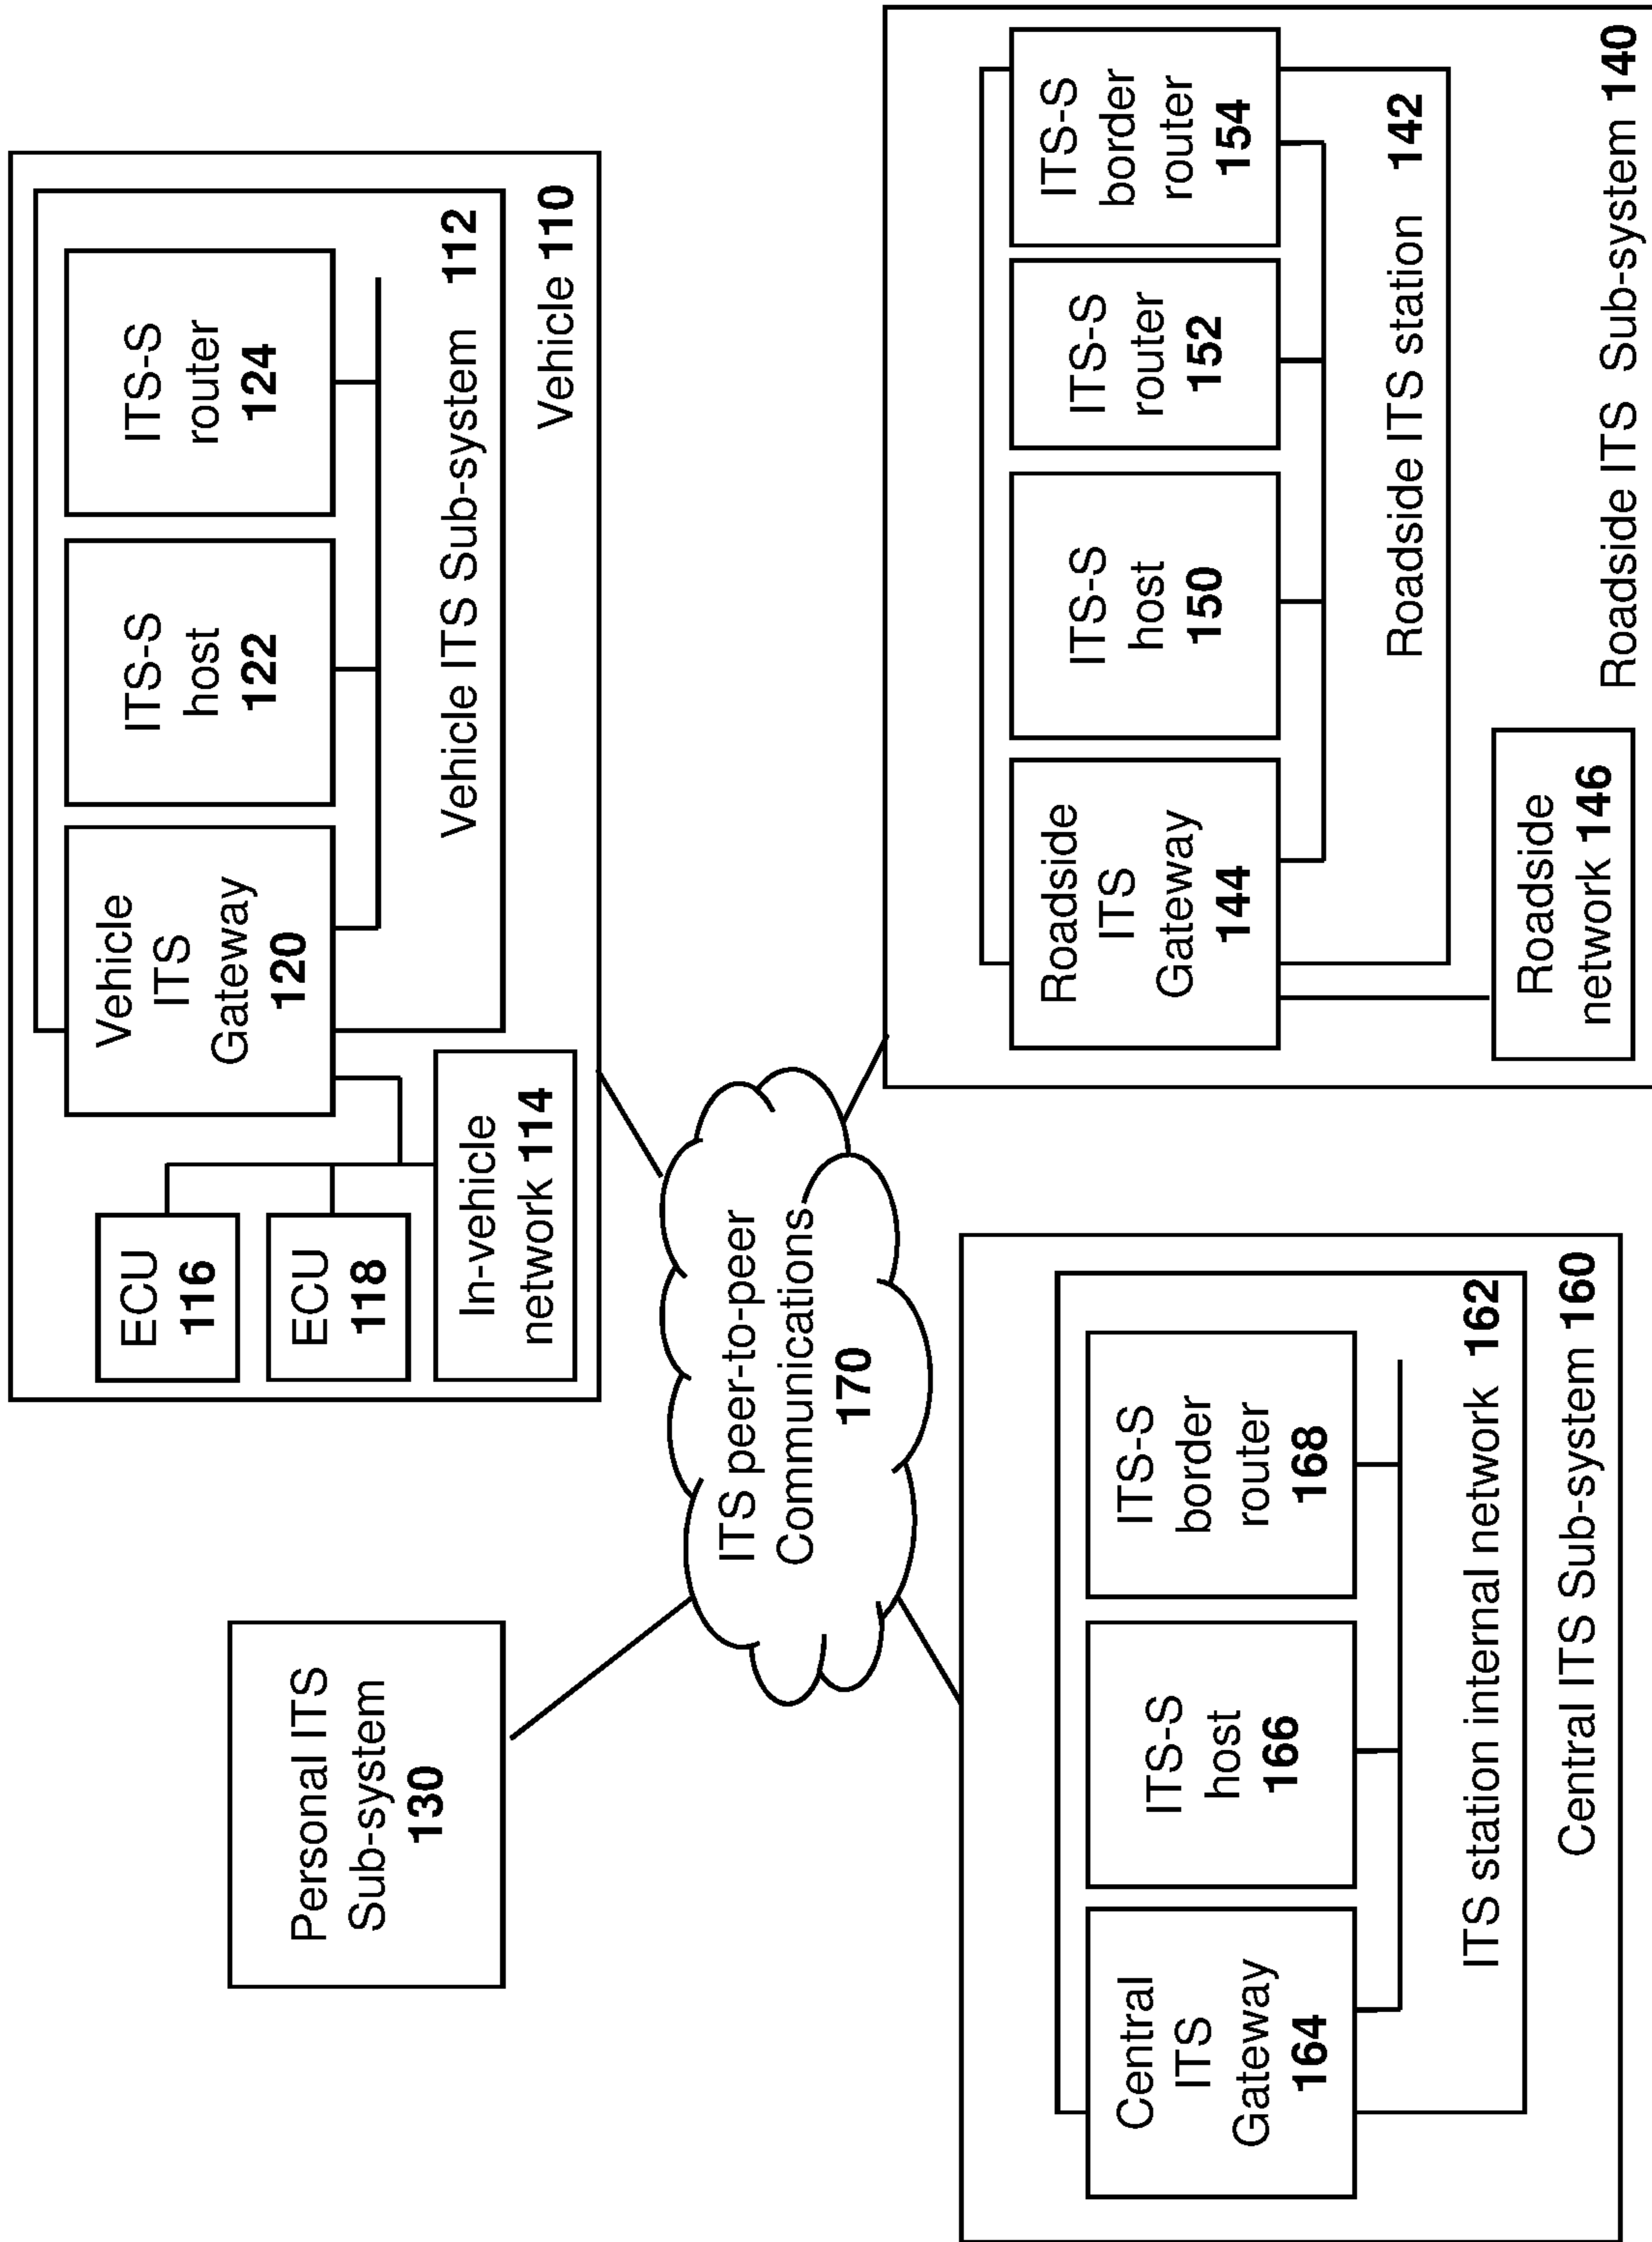 Personal ITS
Sub-system
130
ECU
116
ECU
118
In-vehicle
network 114
Vehicle
ITS
Gateway
120
ITS-S
host
122
ITS-S
router
124
Vehicle ITS Sub-system 112
Vehicle 110
ITS peer-to-peer
Communications
170
Central
ITS
Gateway
164
ITS-S
host
166
ITS-S
border
router
168
ITS station internal network 162
Central ITS Sub-system 160
Roadside
ITS
Gateway
144
ITS-S
host
150
ITS-S
router
152
ITS-S
border
router
154
Roadside ITS station 142
Roadside
network 146
Roadside ITS Sub-system 140